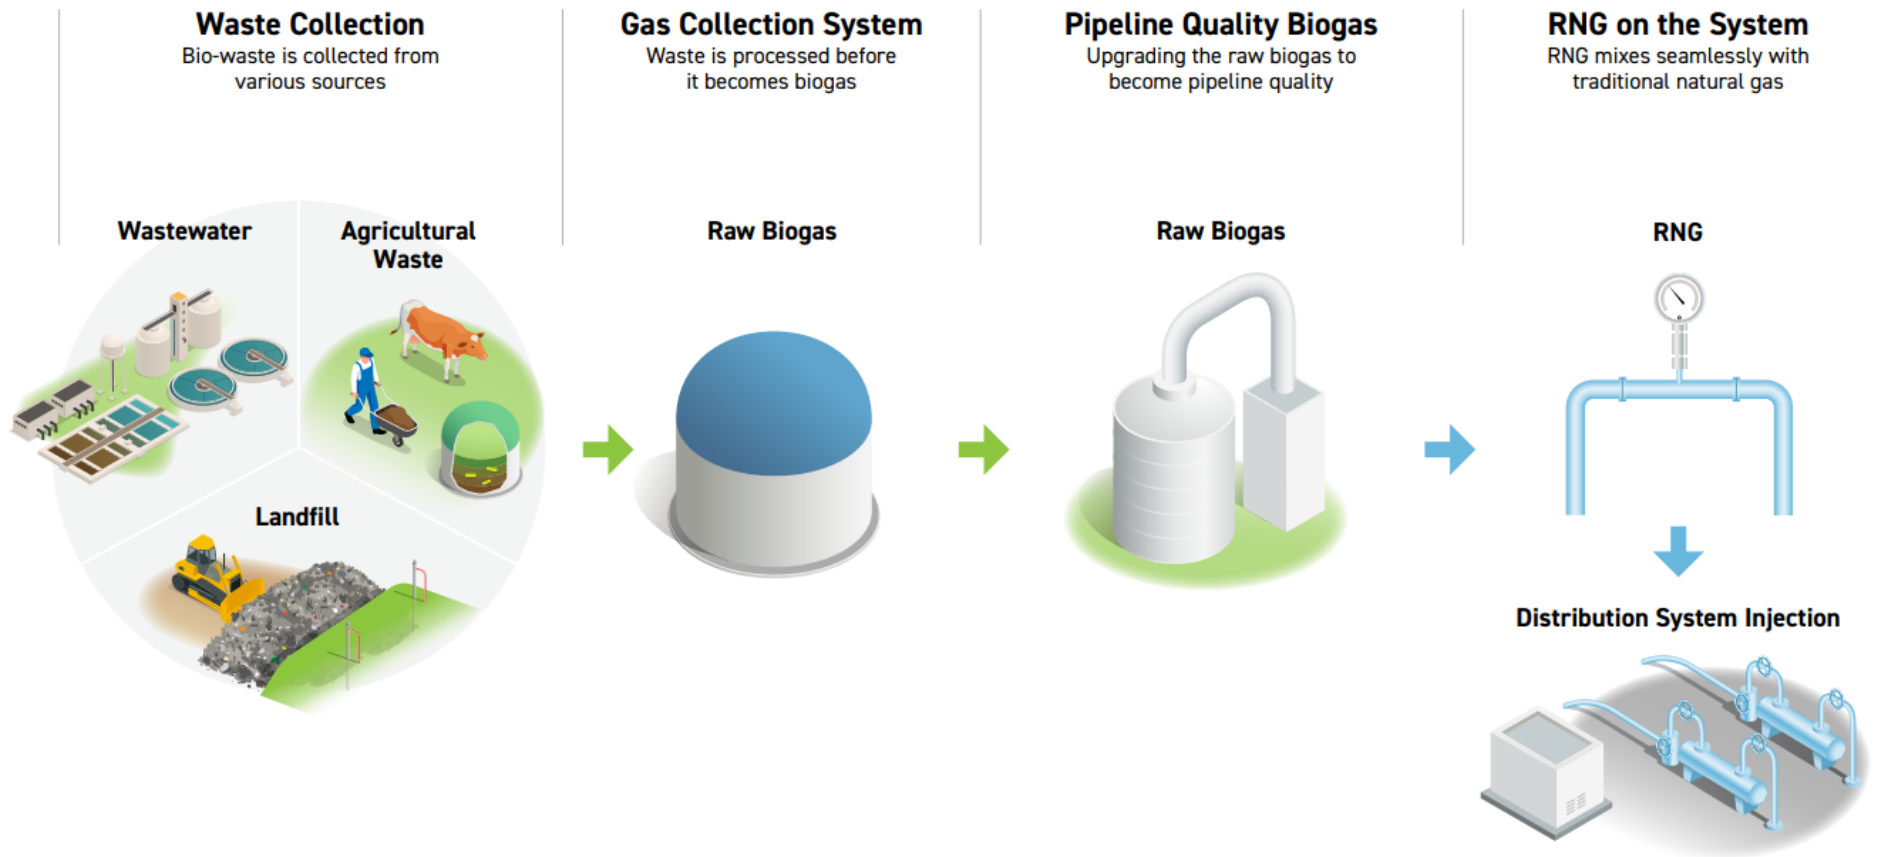 Waste Collection
Bio-waste is collected from
various sources
Gas Collection System
Waste is processed before
it becomes biogas
Pipeline Quality Biogas
Upgrading the raw biogas to
become pipeline quality
RNG on the System
RNG mixes seamlessly with
traditional natural gas
Wastewater
Agricultural
Waste
Landfill
Raw Biogas
Raw Biogas
RNG
Distribution System Injection